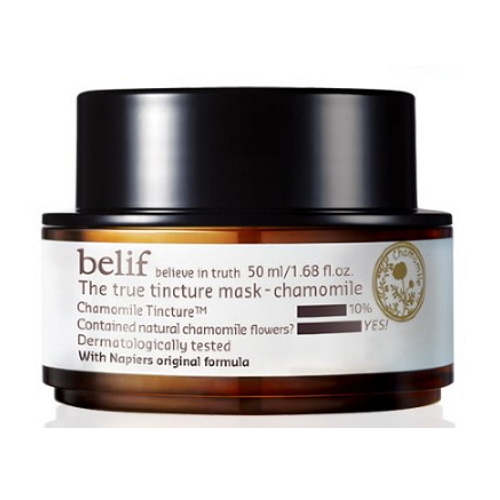 belif believe in truth 50 ml/1.68 fl.oz.
The true tincture mask - chamomile
Chamomile Tincture™ 10%
Contained natural chamomile flowers? YES!
Dermatologically tested
With Napiers original formula
Chamomile